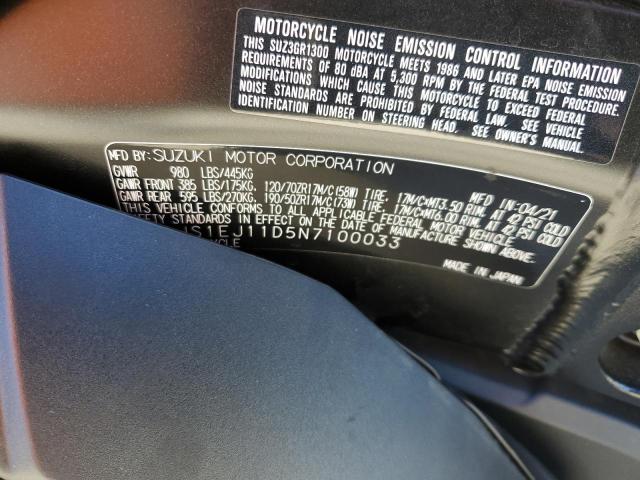 MOTORCYCLE NOISE EMISSION CONTROL INFORMATION
THIS SUZ3GR1300 MOTORCYCLE MEETS 1986 AND LATER EPA NOISE EMISSION
REQUIREMENTS OF 80 dBA AT 5,300 RPM BY THE FEDERAL TEST PROCEDURE.
MODIFICATIONS WHICH CAUSE THIS MOTORCYCLE TO EXCEED FEDERAL
STANDARDS ARE PROHIBITED BY FEDERAL LAW. SEE VEHICLE
IDENTIFICATION NUMBER ON STEERING HEAD. SEE OWNER'S MANUAL.
MFD BY: SUZUKI MOTOR CORPORATION
MFD IN: 04/21
GVWR 980 LBS/445KG
GAWR FRONT 385 LBS/175KG, 120/70ZR17M/C(58W) TIRE, 17M/C×MT3.50 RIM, AT 42 PSI COLD
GAWR REAR 595 LBS/270KG, 190/50ZR17M/C(73W) TIRE, 17M/C×MT6.00 RIM, AT 42 PSI COLD
THIS VEHICLE CONFORMS TO ALL APPLICABLE FEDERAL MOTOR VEHICLE
SAFETY STANDARDS IN EFFECT ON THE DATE OF MANUFACTURE SHOWN ABOVE.
JS1EJ11D5N7100033
MADE IN JAPAN